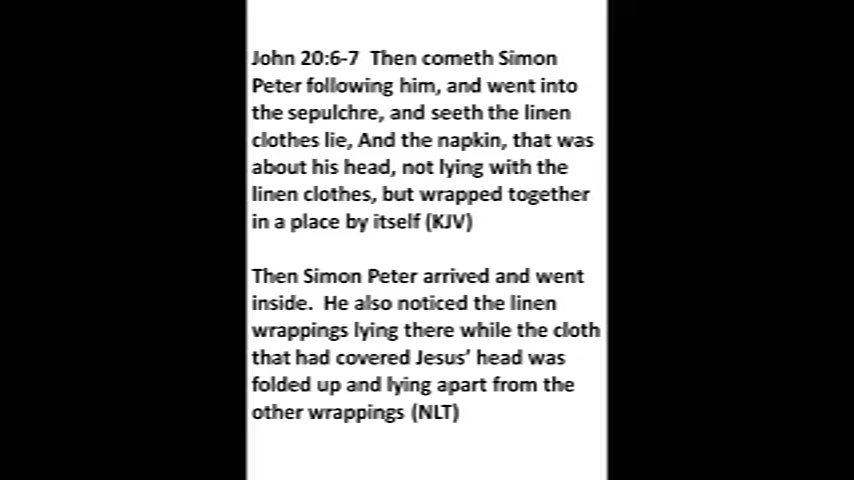 John 20:6-7  Then cometh Simon
Peter following him, and went into
the sepulchre, and seeth the linen
clothes lie, And the napkin, that was
about his head, not lying with the
linen clothes, but wrapped together
in a place by itself (KJV)
Then Simon Peter arrived and went
inside.  He also noticed the linen
wrappings lying there while the cloth
that had covered Jesus’ head was
folded up and lying apart from the
other wrappings (NLT)